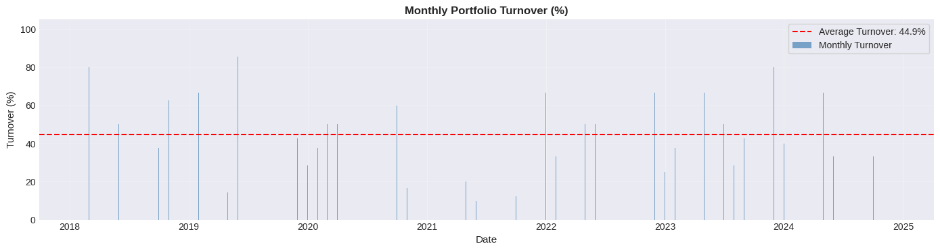 Monthly Portfolio Turnover (%)
100
80
60
40
20
0
Turnover (%)
Average Turnover: 44.9%
Monthly Turnover
2018 2019 2020 2021 2022 2023 2024 2025
Date